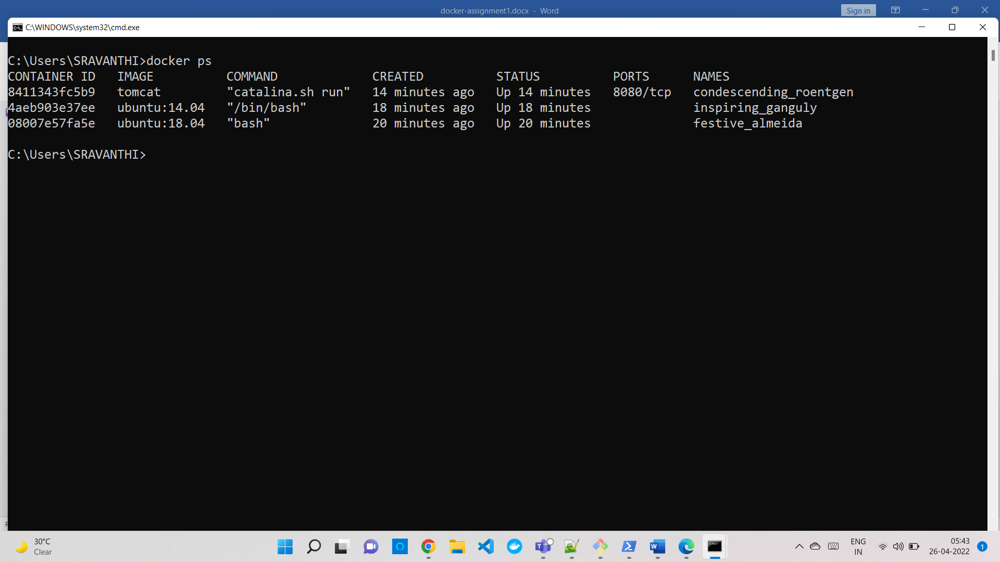 docker-assignment1.docx - Word
Sign in
C:\WINDOWS\system32\cmd.exe
C:\Users\SRAVANTHI>docker ps
CONTAINER ID   IMAGE          COMMAND             CREATED          STATUS          PORTS      NAMES
8411343fc5b9   tomcat         "catalina.sh run"   14 minutes ago   Up 14 minutes   8080/tcp   condescending_roentgen
4aeb903e37ee   ubuntu:14.04   "/bin/bash"         18 minutes ago   Up 18 minutes              inspiring_ganguly
08007e57fa5e   ubuntu:18.04   "bash"              20 minutes ago   Up 20 minutes              festive_almeida
C:\Users\SRAVANTHI>
30°C
Clear
ENG
IN
05:43
26-04-2022
1